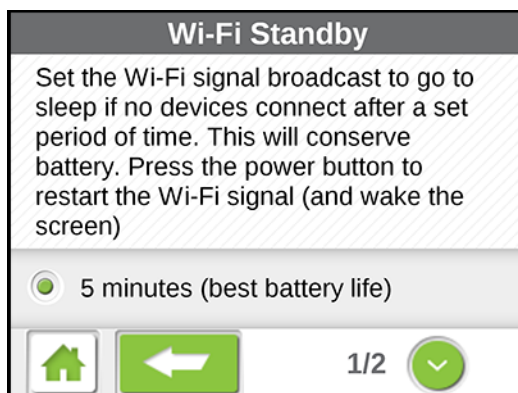 Wi-Fi Standby
Set the Wi-Fi signal broadcast to go to
sleep if no devices connect after a set
period of time. This will conserve
battery. Press the power button to
restart the Wi-Fi signal (and wake the
screen)
5 minutes (best battery life)
1/2